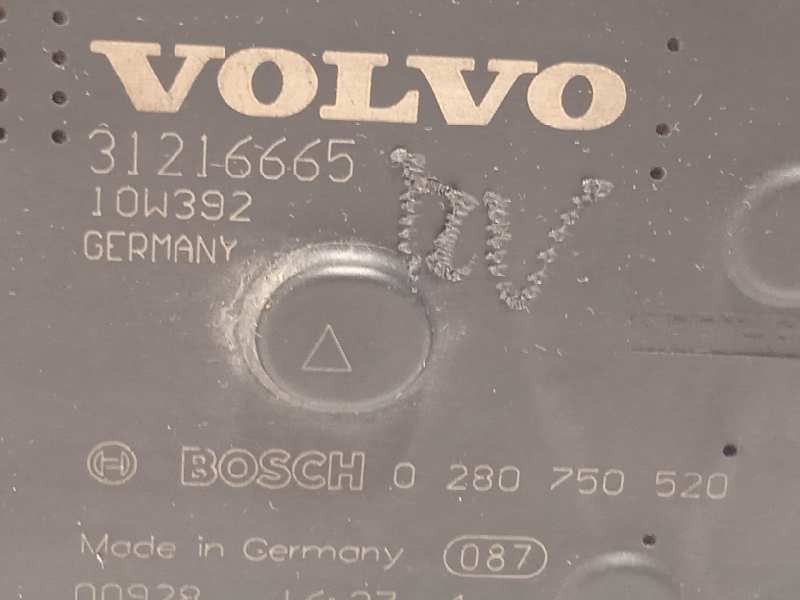 VOLVO
31216665
10W392
GERMANY
BOSCH 0 280 750 520
Made in Germany 087